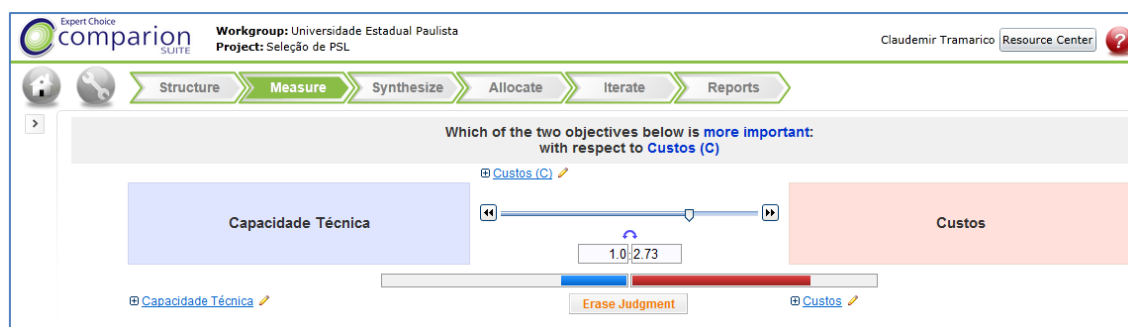 Expert Choice
comparion
SUITE
Workgroup: Universidade Estadual Paulista
Project: Seleção de PSL
Claudemir Tramarico Resource Center ?
Structure Measure Synthesize Allocate Iterate Reports
>
Which of the two objectives below is more important:
with respect to Custos (C)
Custos (C)
Capacidade Técnica
Custos
1.0:2.73
Capacidade Técnica
Erase Judgment
Custos